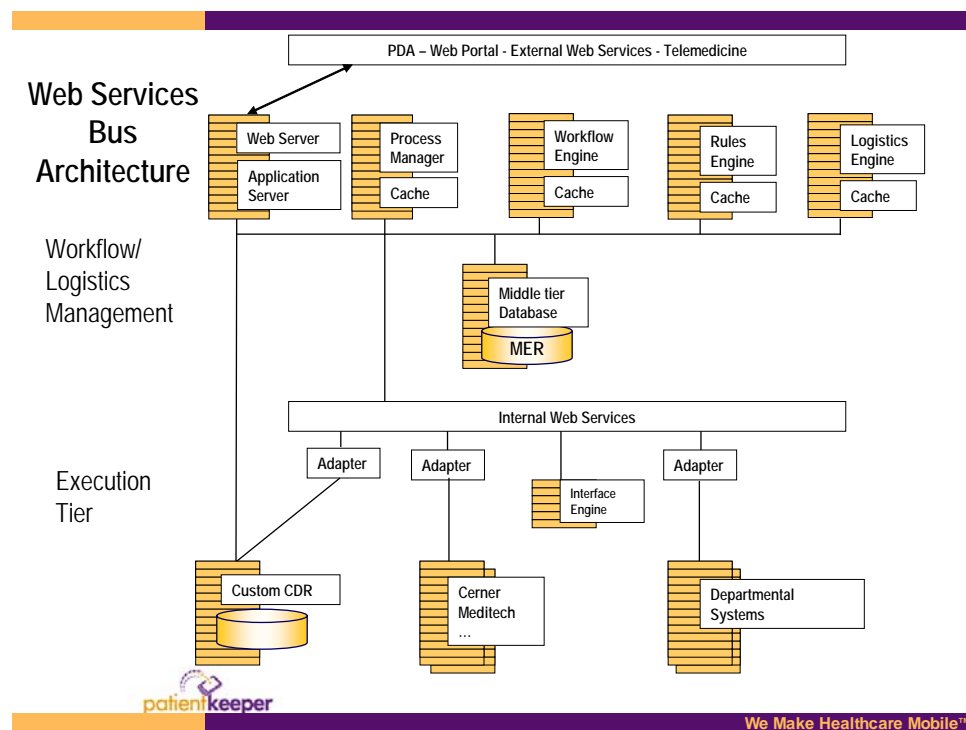 PDA – Web Portal - External Web Services - Telemedicine
Web Services
Bus
Architecture
Web Server
Application
Server
Process
Manager
Cache
Workflow
Engine
Cache
Rules
Engine
Cache
Logistics
Engine
Cache
Workflow/
Logistics
Management
Middle tier
Database
MER
Internal Web Services
Adapter
Adapter
Adapter
Interface
Engine
Execution
Tier
Custom CDR
Cerner
Meditech
...
Departmental
Systems
patientkeeper
We Make Healthcare Mobile™